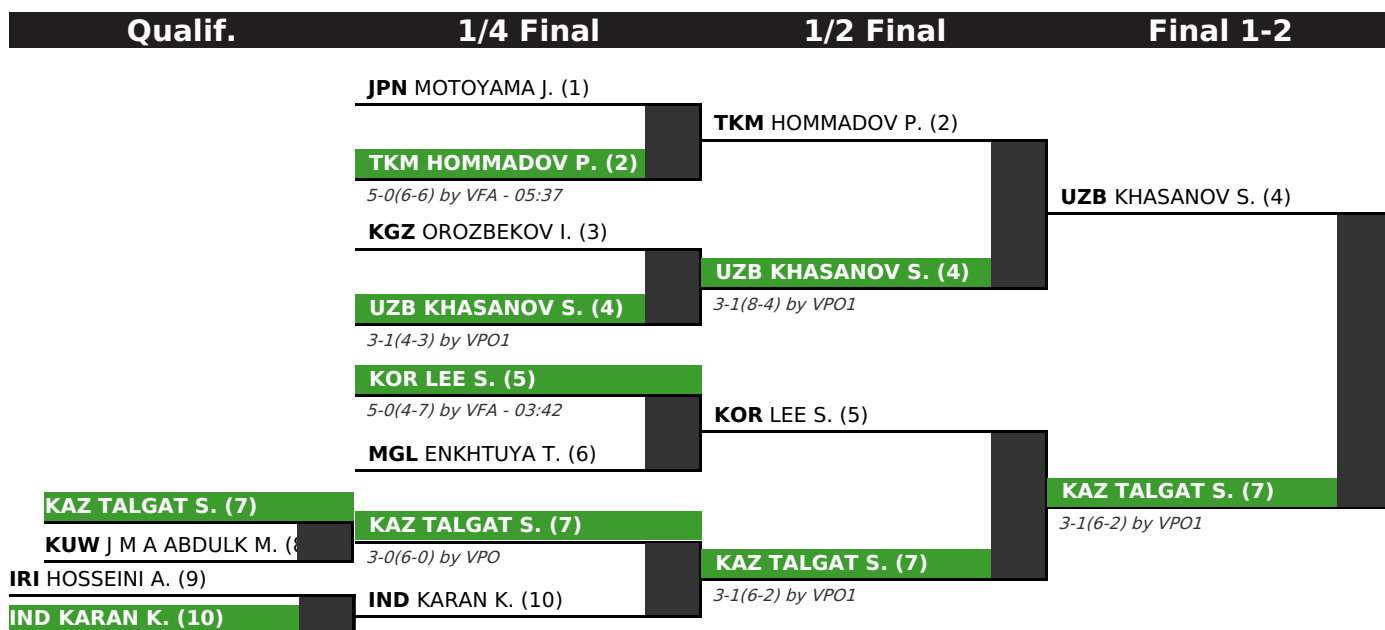 Qualif. 1/4 Final 1/2 Final Final 1-2
JPN MOTOYAMA J. (1)
TKM HOMMADOV P. (2)
5-0(6-6) by VFA - 05:37
KGZ OROZBEKOV I. (3)
UZB KHASANOV S. (4)
3-1(4-3) by VPO1
KOR LEE S. (5)
5-0(4-7) by VFA - 03:42
MGL ENKHTUYA T. (6)
KAZ TALGAT S. (7)
KUW J M A ABDULK M. (8
IRI HOSSEINI A. (9)
IND KARAN K. (10)
KAZ TALGAT S. (7)
3-0(6-0) by VPO
IND KARAN K. (10)
TKM HOMMADOV P. (2)
UZB KHASANOV S. (4)
3-1(8-4) by VPO1
KOR LEE S. (5)
KAZ TALGAT S. (7)
3-1(6-2) by VPO1
UZB KHASANOV S. (4)
KAZ TALGAT S. (7)
3-1(6-2) by VPO1